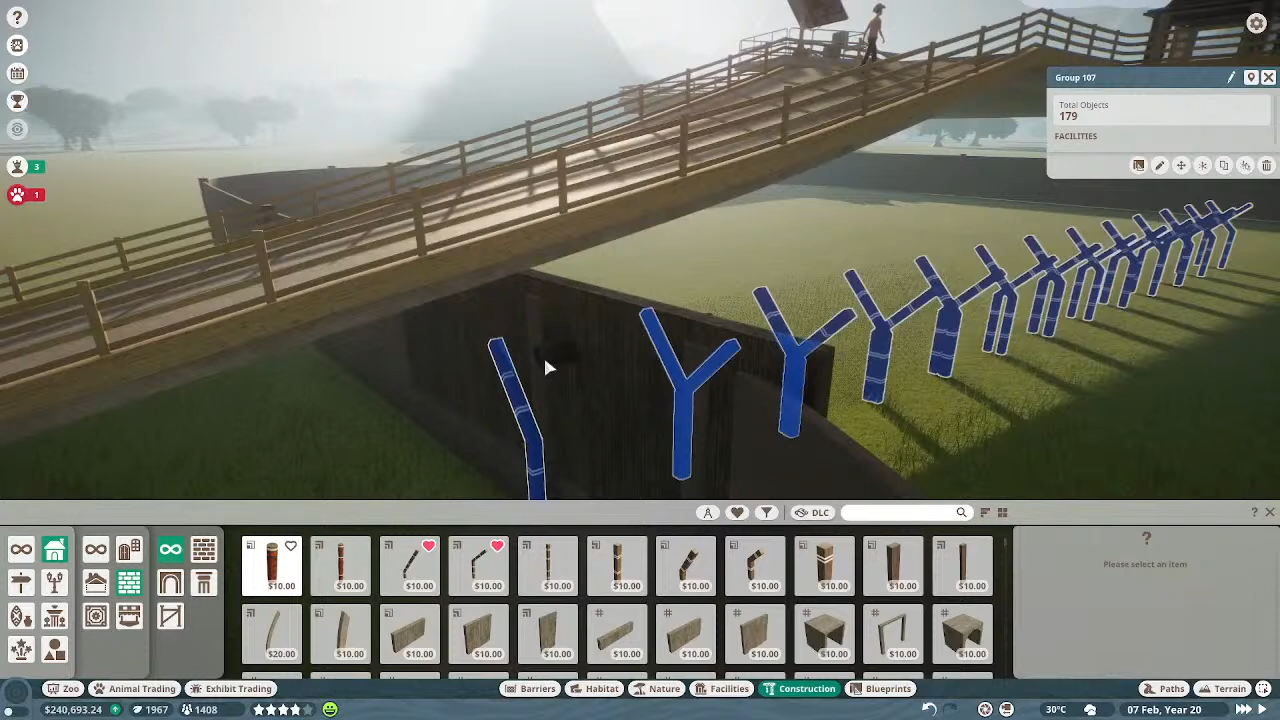 ?
3
1
Group 107
Total Objects
179
FACILITIES
DLC
?
$10.00 $10.00 $10.00 $10.00 $10.00 $10.00 $10.00 $10.00 $10.00 $10.00 $10.00
$20.00 $10.00 $10.00 $10.00 $10.00 $10.00 $10.00 $10.00 $10.00 $10.00 $10.00
?
Please select an item
Zoo Animal Trading Exhibit Trading Barriers Habitat Nature Facilities Construction Blueprints Paths Terrain
$240,693.24 1967 1408 30°C 07 Feb, Year 20